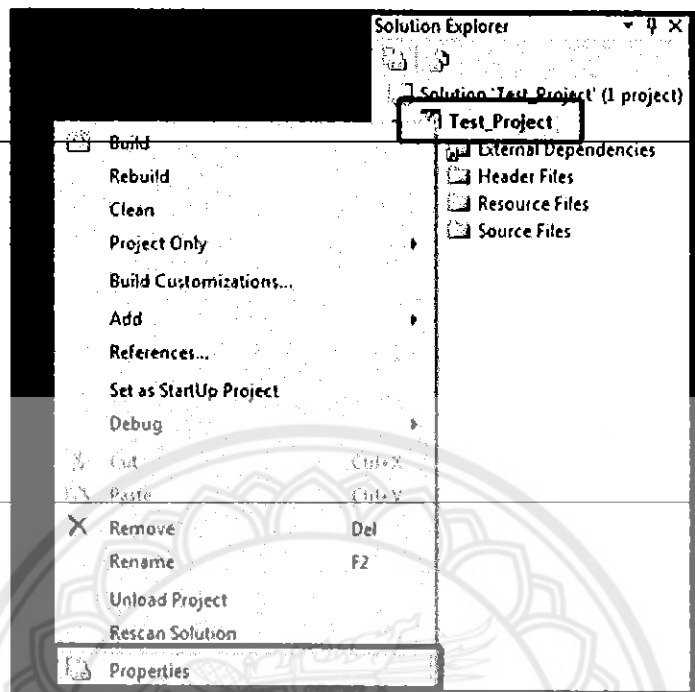 Solution Explorer
Solution 'Test_Project' (1 project)
Test_Project
External Dependencies
Header Files
Resource Files
Source Files
Build
Rebuild
Clean
Project Only
Build Customizations...
Add
References...
Set as StartUp Project
Debug
Cut Ctrl+X
Paste Ctrl+V
Remove Del
Rename F2
Unload Project
Rescan Solution
Properties